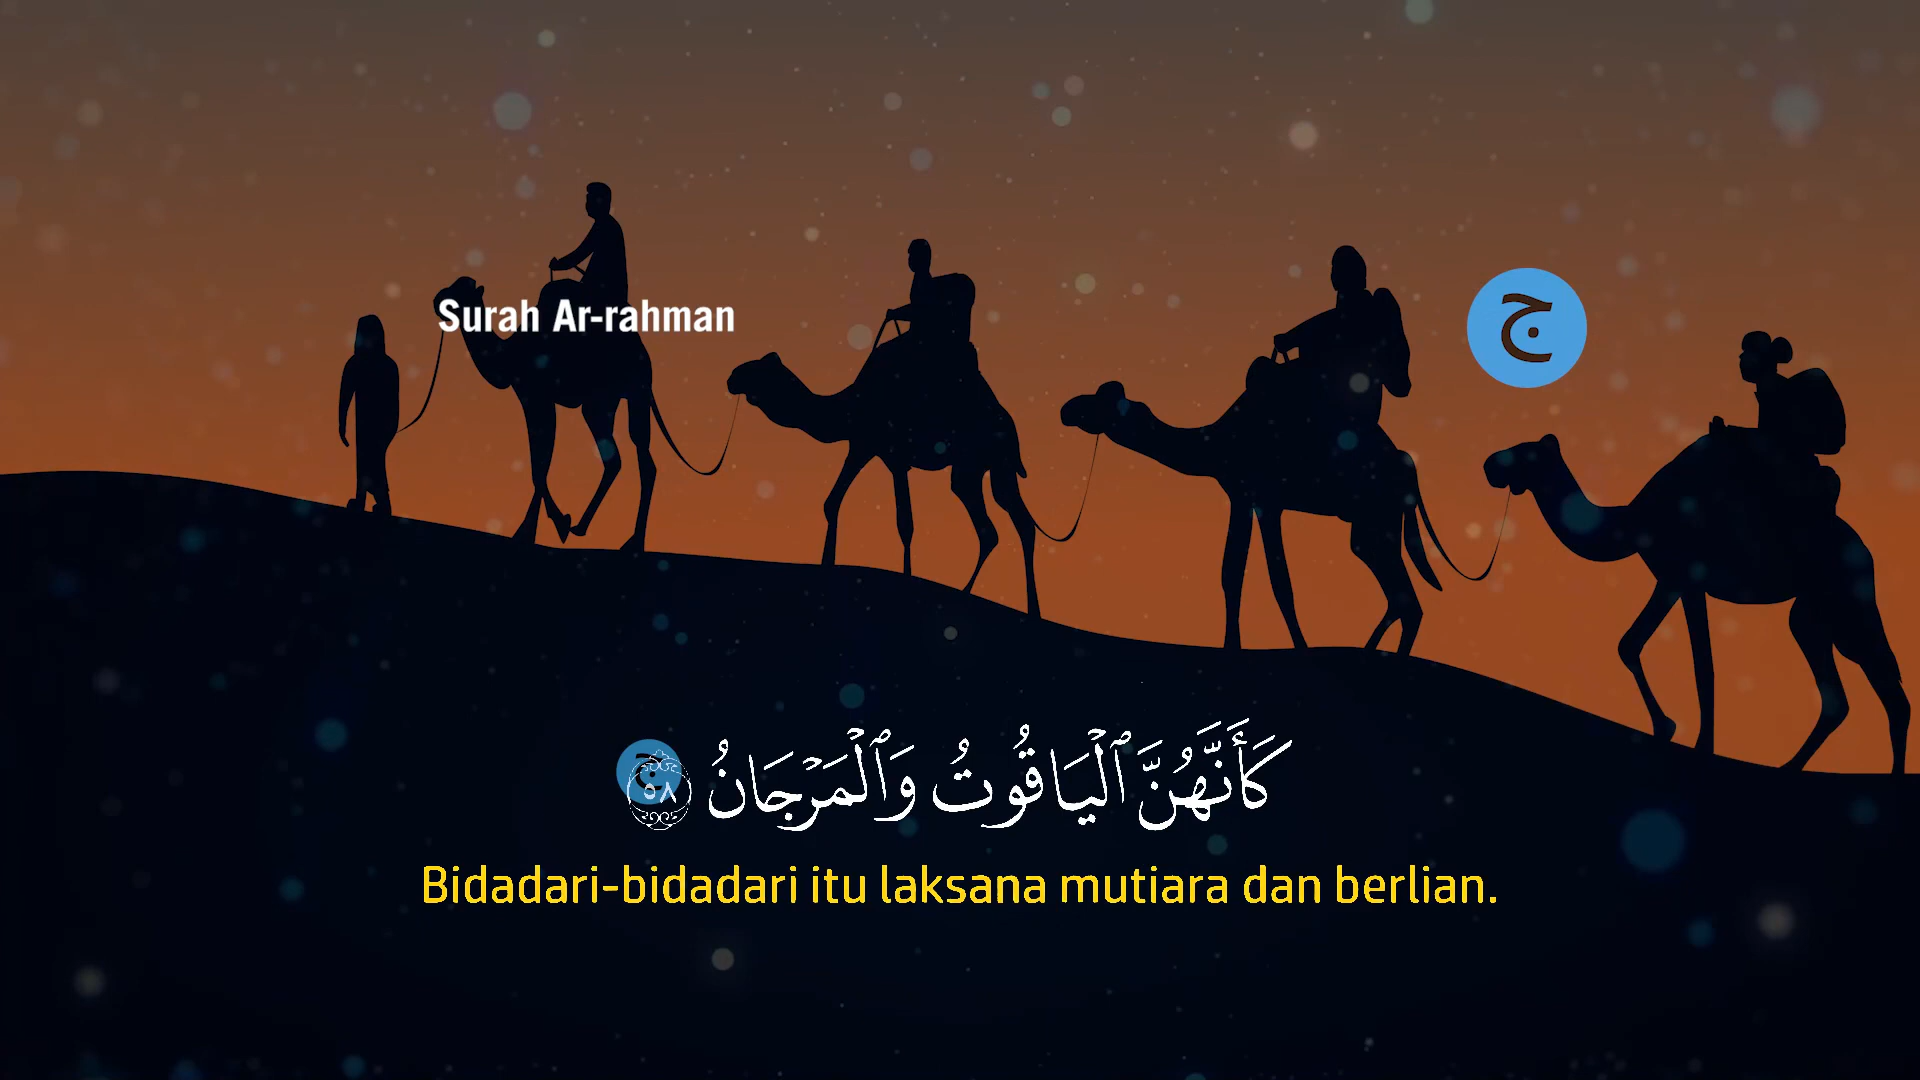 Surah Ar-rahman
ج
كَأَنَّهُنَّ ٱلْيَاقُوتُ وَٱلْمَرْجَانُ ۝٥٨ ج
Bidadari-bidadari itu laksana mutiara dan berlian.